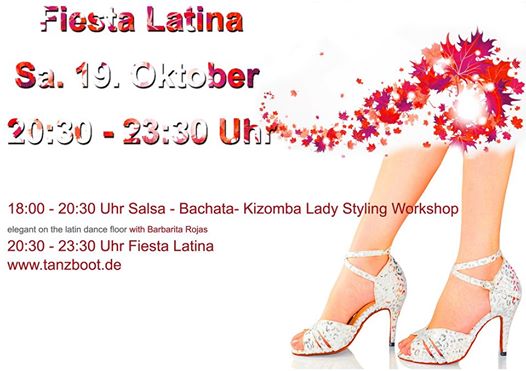 Fiesta Latina
Sa. 19. Oktober
20:30 - 23:30 Uhr
18:00 - 20:30 Uhr Salsa - Bachata- Kizomba Lady Styling Workshop
elegant on the latin dance floor with Barbarita Rojas
20:30 - 23:30 Uhr Fiesta Latina
www.tanzboot.de